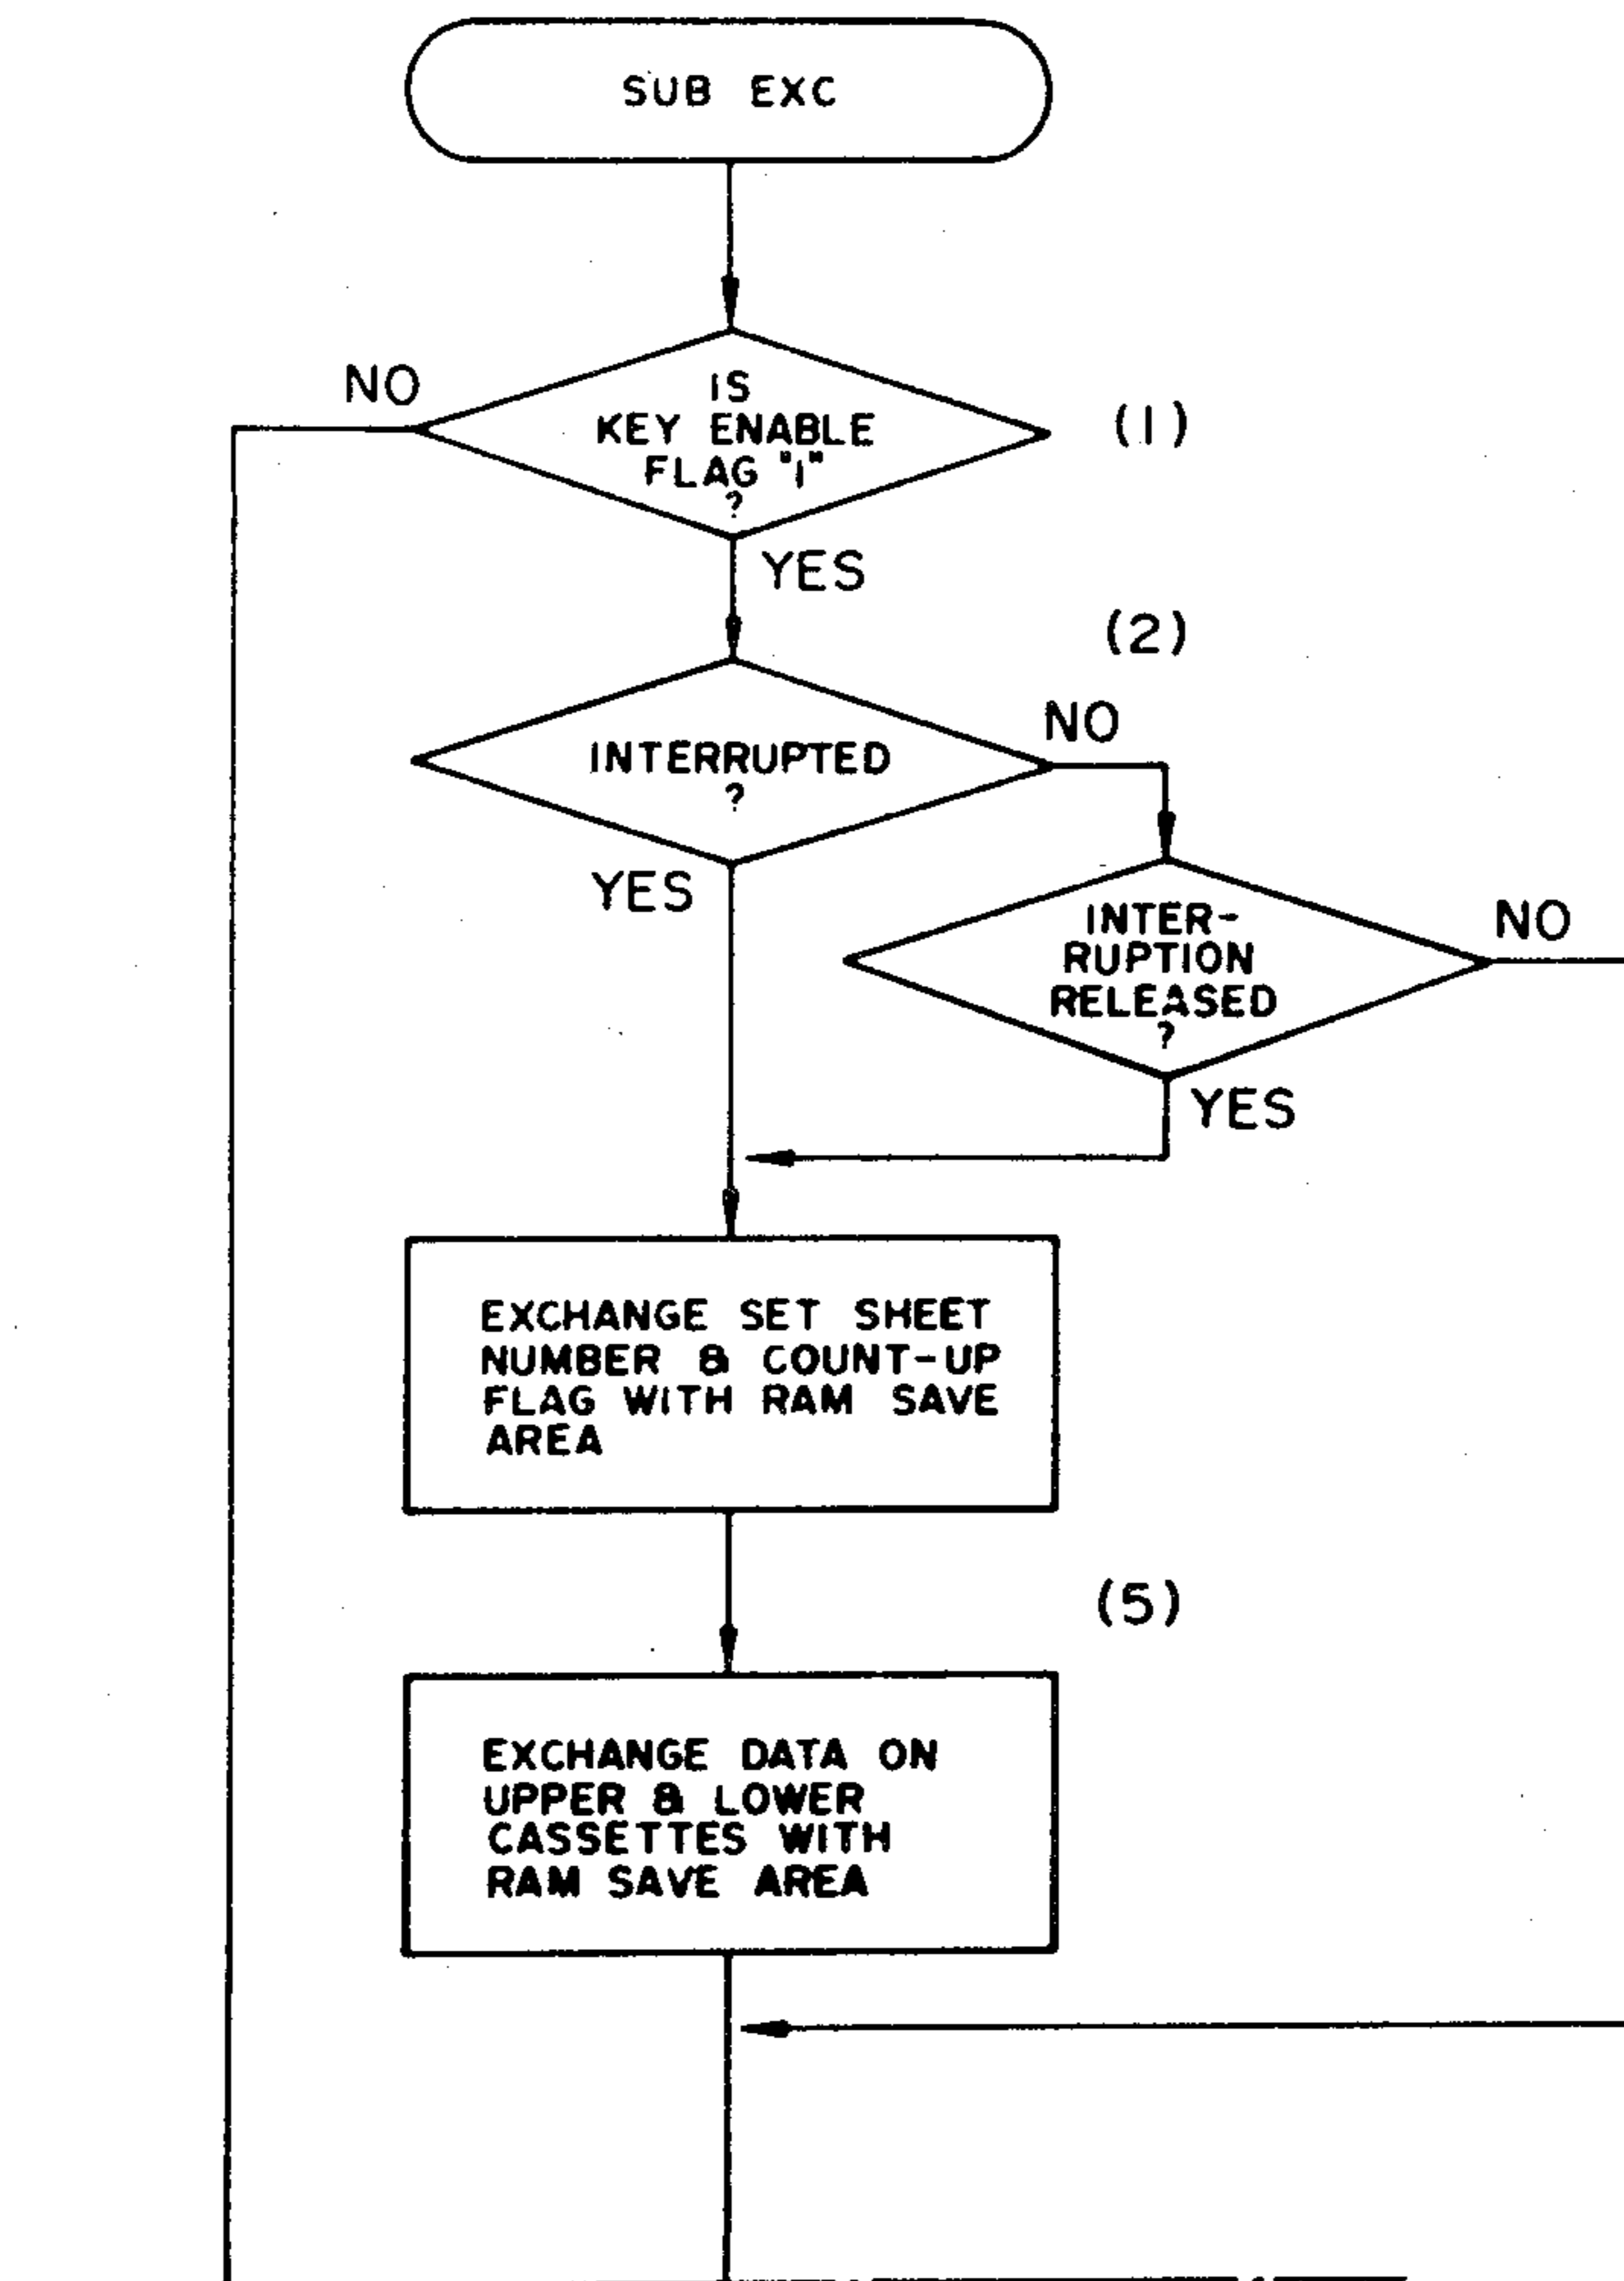 SUB EXC
NO
IS
KEY ENABLE
FLAG "1"
?
(1)
YES
(2)
INTERRUPTED
?
NO
YES
INTER-
RUPTION
RELEASED
?
NO
YES
EXCHANGE SET SHEET
NUMBER & COUNT-UP
FLAG WITH RAM SAVE
AREA
(5)
EXCHANGE DATA ON
UPPER & LOWER
CASSETTES WITH
RAM SAVE AREA